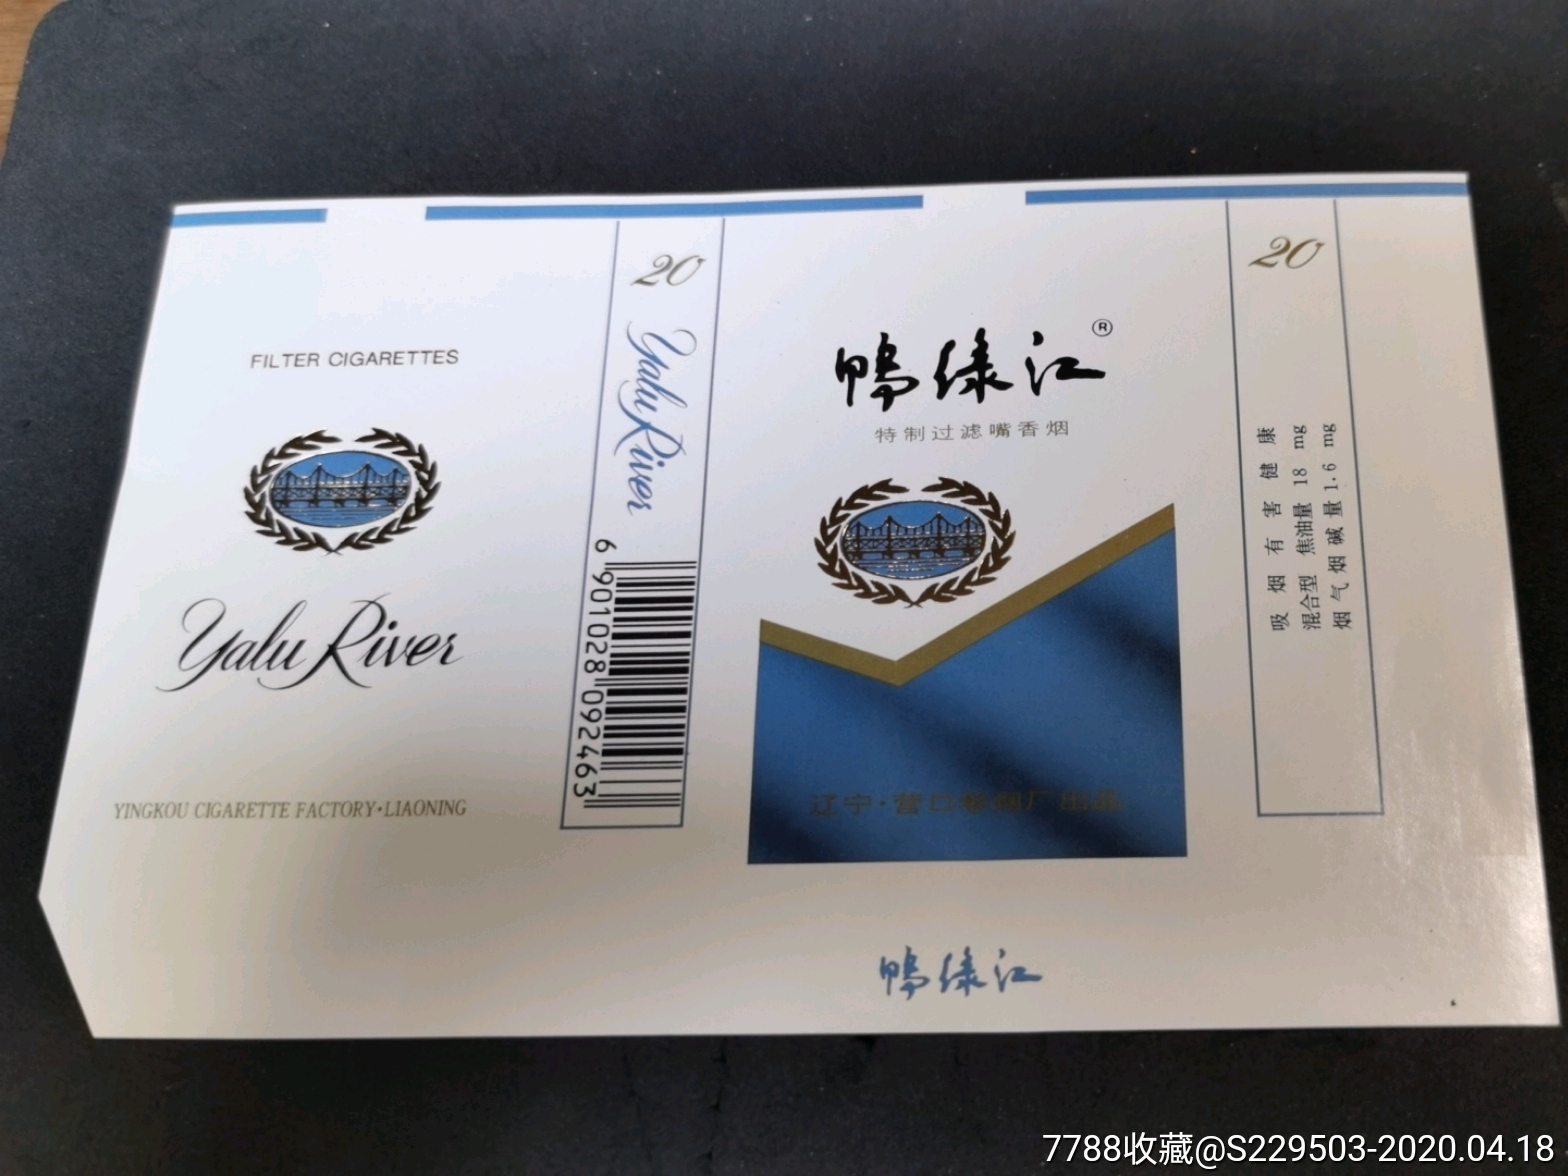 FILTER CIGARETTES
Yalu River
YINGKOU CIGARETTE FACTORY·LIAONING
20
Yalu River
6 901028 092463
鸭绿江®
特制过滤嘴香烟
辽宁·营口卷烟厂出品
鸭绿江
20
吸烟有害健康
混合型 焦油量 18 mg
烟气烟碱量 1.6 mg
7788收藏@S229503-2020.04.18